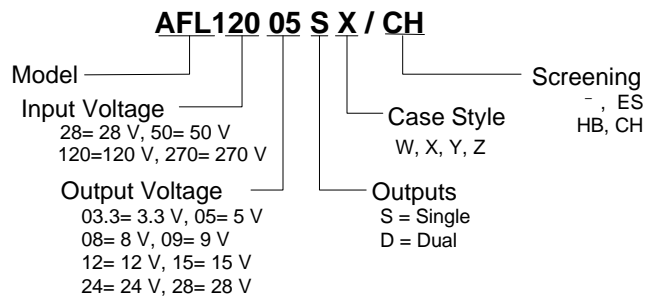 AFL120 05 S X / CH
Model
Input Voltage
28= 28 V, 50= 50 V
120=120 V, 270= 270 V
Output Voltage
03.3= 3.3 V, 05= 5 V
08= 8 V, 09= 9 V
12= 12 V, 15= 15 V
24= 24 V, 28= 28 V
Outputs
S = Single
D = Dual
Case Style
W, X, Y, Z
Screening
– , ES
HB, CH